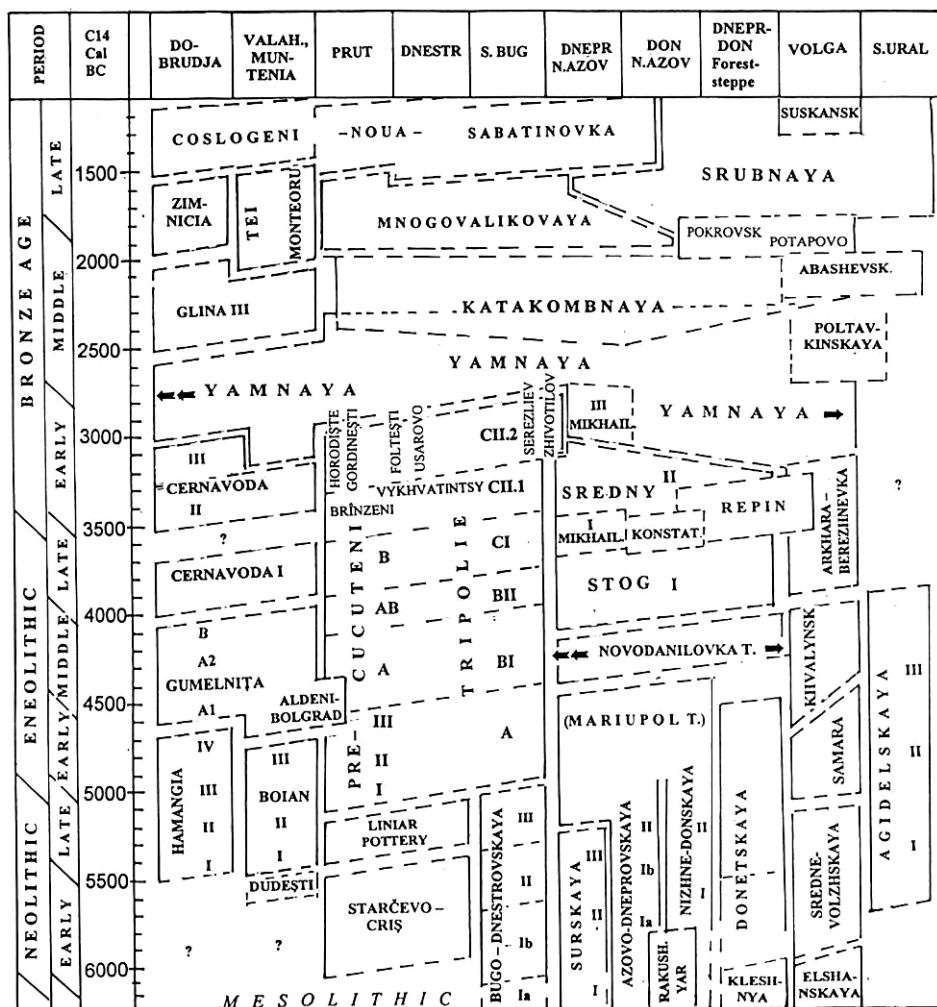 PERIOD
C14
Cal
BC
DO-
BRUDJA
VALAH.,
MUN-
TENIA
PRUT
DNESTR
S. BUG
DNEPR
N.AZOV
DON
N.AZOV
DNEPR-
DON
Forest-
steppe
VOLGA
S.URAL
BRONZE AGE
LATE
MIDDLE
EARLY
ENEOLITHIC
LATE
MIDDLE
EARLY
NEOLITHIC
LATE
EARLY
1500
2000
2500
3000
3500
4000
4500
5000
5500
6000
COSLOGENI
–NOUA–
SABATINOVKA
SUSKANSK
SRUBNAYA
ZIM-
NICIA
TEI
MONTEORU
MNOGOVALIKOVAYA
POKROVSK
POTAPOVO
ABASHEVSK.
GLINA III
KATAKOMBNAYA
POLTAV-
KINSKAYA
YAMNAYA
YAMNAYA
YAMNAYA
III
CERNAVODA
II
?
HORODIȘTE
GORDINEȘTI
FOLTEȘTI
USAROVO
CII.2
SEREZLIEV
ZHIVOTILOV
III
MIKHAIL.
VYKHVATINTSY
CII.1
BRÎNZENI
SREDNY
II
REPIN
ARKHARA-
BEREZHNEVKA
?
I
MIKHAIL.
KONSTAT.
CERNAVODA I
B
CI
STOG I
PRE-CUCUTENI
TRIPOLIE
AB
BII
A
BI
III
II
I
A
B
A2
GUMELNIȚA
A1
ALDENI-
BOLGRAD
NOVODANILOVKA T.
KHVALYNSK
(MARIUPOL T.)
SAMARA
AGIDELSKAYA
III
II
I
HAMANGIA
IV
III
II
I
III
BOIAN
II
I
DUDEȘTI
?
?
LINIAR
POTTERY
STARČEVO–
CRIȘ
BUGO–DNESTROVSKAYA
III
II
Ib
Ia
SURSKAYA
III
II
I
AZOVO–DNEPROVSKAYA
II
Ib
Ia
RAKUSH.
YAR
NIZHNE-DONSKAYA
II
I
DONETSKAYA
KLESH-
NYA
SREDNE-
VOLZHSKAYA
ELSHA-
NSKAYA
MESOLITHIC